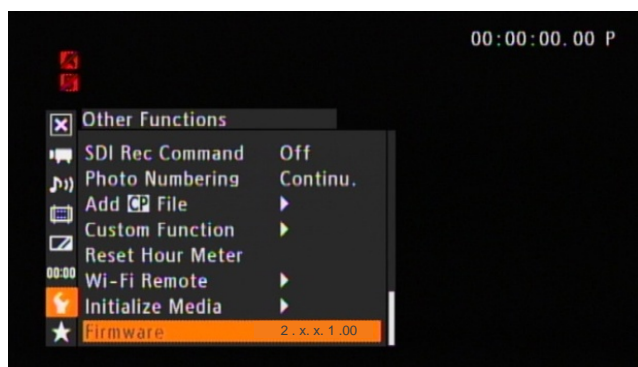 00:00:00.00 P
A
B
Other Functions
SDI Rec Command Off
Photo Numbering Continu.
Add CP File
Custom Function
Reset Hour Meter
00:00
Wi-Fi Remote
Initialize Media
Firmware 2 . x. x. 1 .00